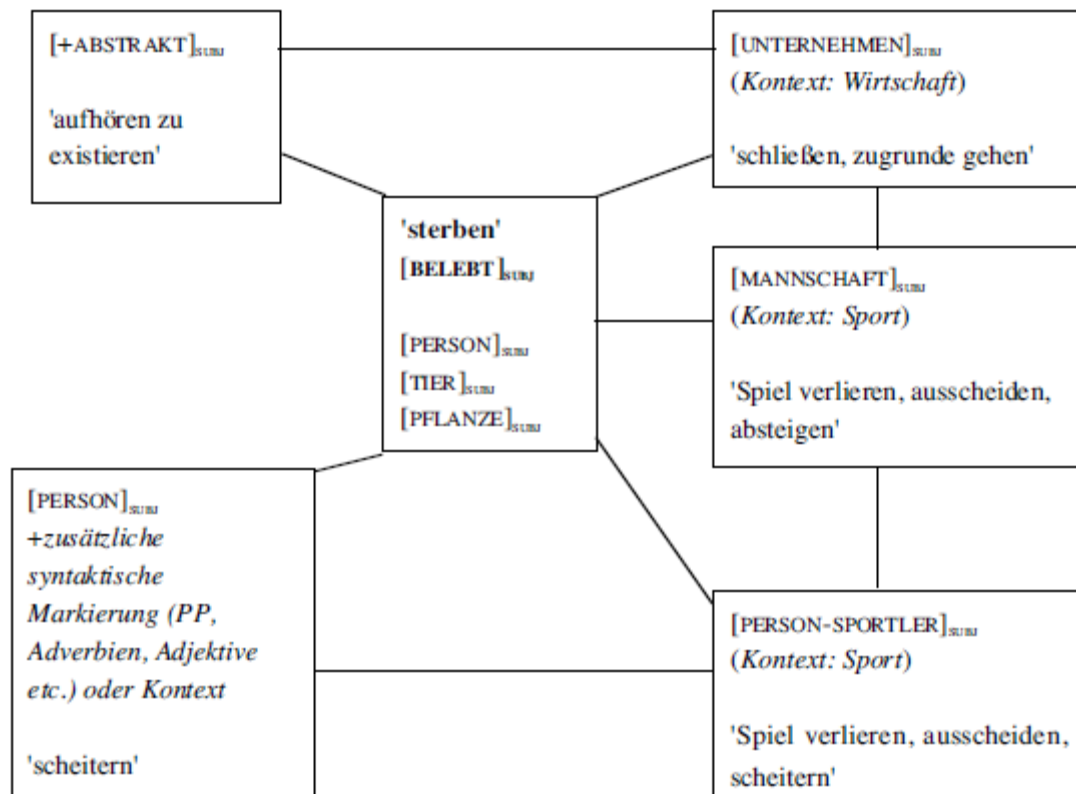 [+ABSTRAKT]SUBJ
'aufhören zu
existieren'
[UNTERNEHMEN]SUBJ
(Kontext: Wirtschaft)
'schließen, zugrunde gehen'
'sterben'
[BELEBT]SUBJ
[PERSON]SUBJ
[TIER]SUBJ
[PFLANZE]SUBJ
[MANNSCHAFT]SUBJ
(Kontext: Sport)
'Spiel verlieren, ausscheiden,
absteigen'
[PERSON]SUBJ
+zusätzliche
syntaktische
Markierung (PP,
Adverbien, Adjektive
etc.) oder Kontext
'scheitern'
[PERSON-SPORTLER]SUBJ
(Kontext: Sport)
'Spiel verlieren, ausscheiden,
scheitern'